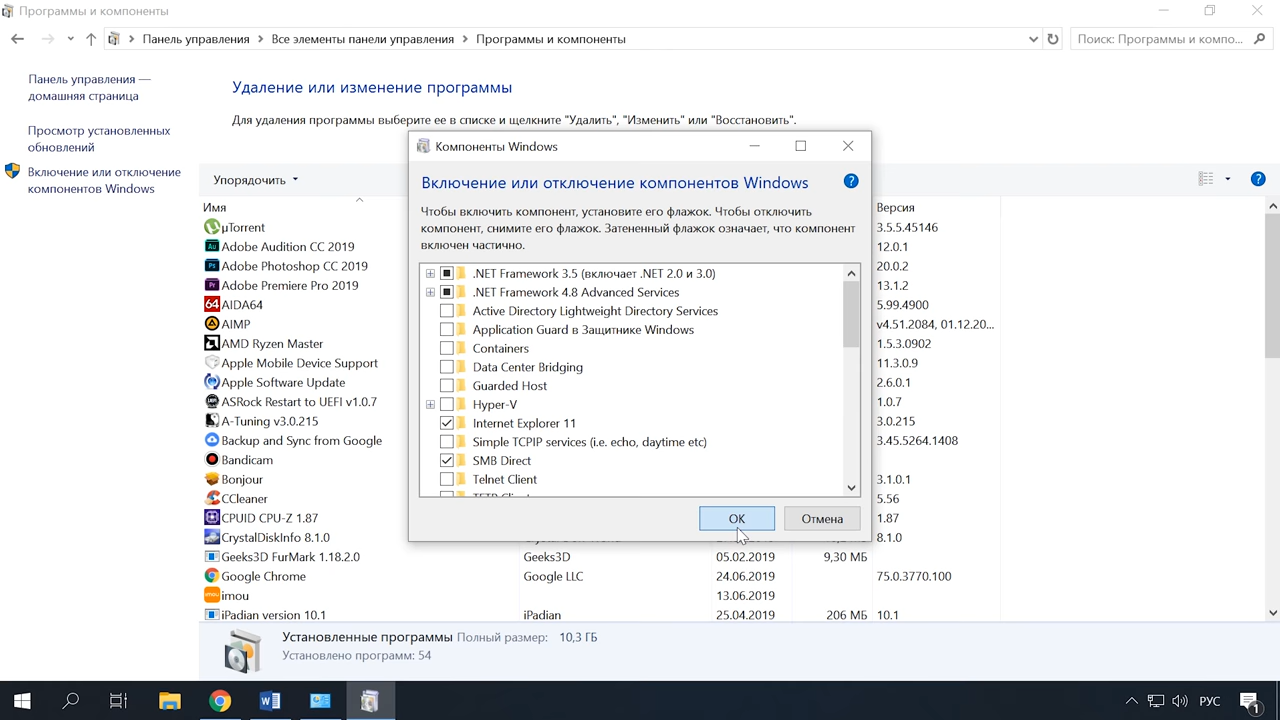 Программы и компоненты
Панель управления
Все элементы панели управления
Программы и компоненты
Поиск: Программы и компо...
Панель управления —
домашняя страница
Просмотр установленных
обновлений
Включение или отключение
компонентов Windows
Удаление или изменение программы
Для удаления программы выберите ее в списке и щелкните "Удалить", "Изменить" или "Восстановить".
Упорядочить
Имя
Версия
µTorrent
3.5.5.45146
Adobe Audition CC 2019
12.0.1
Adobe Photoshop CC 2019
20.0.2
Adobe Premiere Pro 2019
13.1.2
64 AIDA64
5.99.4900
AIMP
v4.51.2084, 01.12.20...
AMD Ryzen Master
1.5.3.0902
Apple Mobile Device Support
11.3.0.9
Apple Software Update
2.6.0.1
ASRock Restart to UEFI v1.0.7
1.0.7
A-Tuning v3.0.215
3.0.215
Backup and Sync from Google
3.45.5264.1408
Bandicam
Bonjour
3.1.0.1
CCleaner
5.56
CPUID CPU-Z 1.87
1.87
CrystalDiskInfo 8.1.0
8.1.0
Geeks3D FurMark 1.18.2.0
Geeks3D
05.02.2019
9,30 МБ
Google Chrome
Google LLC
24.06.2019
75.0.3770.100
imou
13.06.2019
iPadian version 10.1
iPadian
25.04.2019
206 МБ
10.1
Компоненты Windows
Включение или отключение компонентов Windows
Чтобы включить компонент, установите его флажок. Чтобы отключить
компонент, снимите его флажок. Затененный флажок означает, что компонент
включен частично.
.NET Framework 3.5 (включает .NET 2.0 и 3.0)
.NET Framework 4.8 Advanced Services
Active Directory Lightweight Directory Services
Application Guard в Защитнике Windows
Containers
Data Center Bridging
Guarded Host
Hyper-V
Internet Explorer 11
Simple TCPIP services (i.e. echo, daytime etc)
SMB Direct
Telnet Client
TFTP Client
ОК
Отмена
Установленные программы Полный размер: 10,3 ГБ
Установлено программ: 54
РУС
1